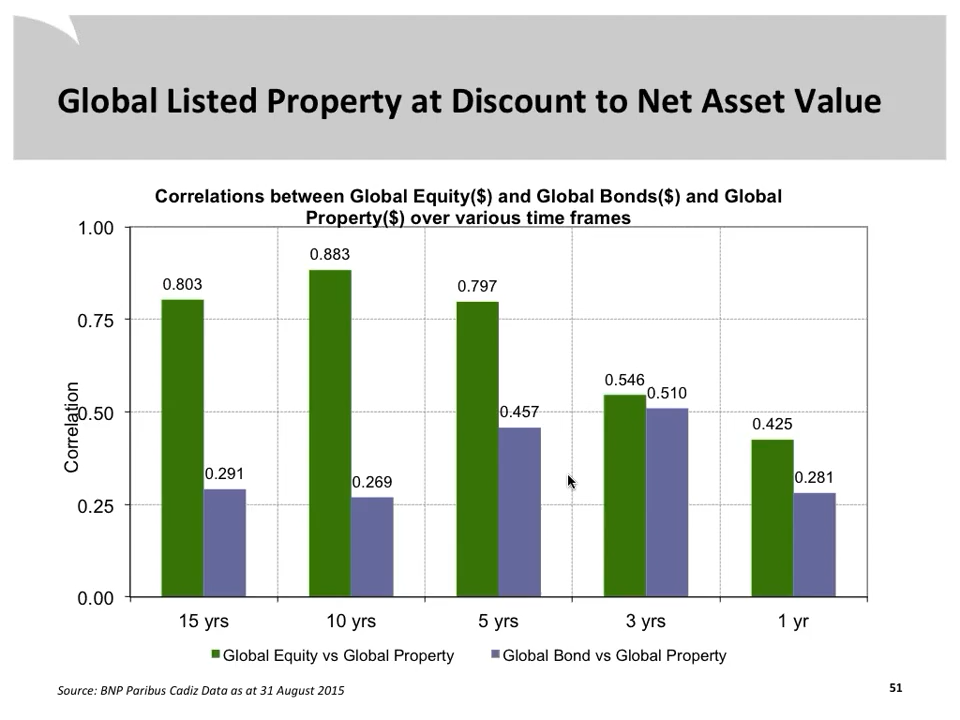 Global Listed Property at Discount to Net Asset Value
Correlations between Global Equity($) and Global Bonds($) and Global
Property($) over various time frames
Correlation
1.00
0.75
0.50
0.25
0.00
0.803
0.291
0.883
0.269
0.797
0.457
0.546
0.510
0.425
0.281
15 yrs
10 yrs
5 yrs
3 yrs
1 yr
Global Equity vs Global Property
Global Bond vs Global Property
Source: BNP Paribus Cadiz Data as at 31 August 2015
51